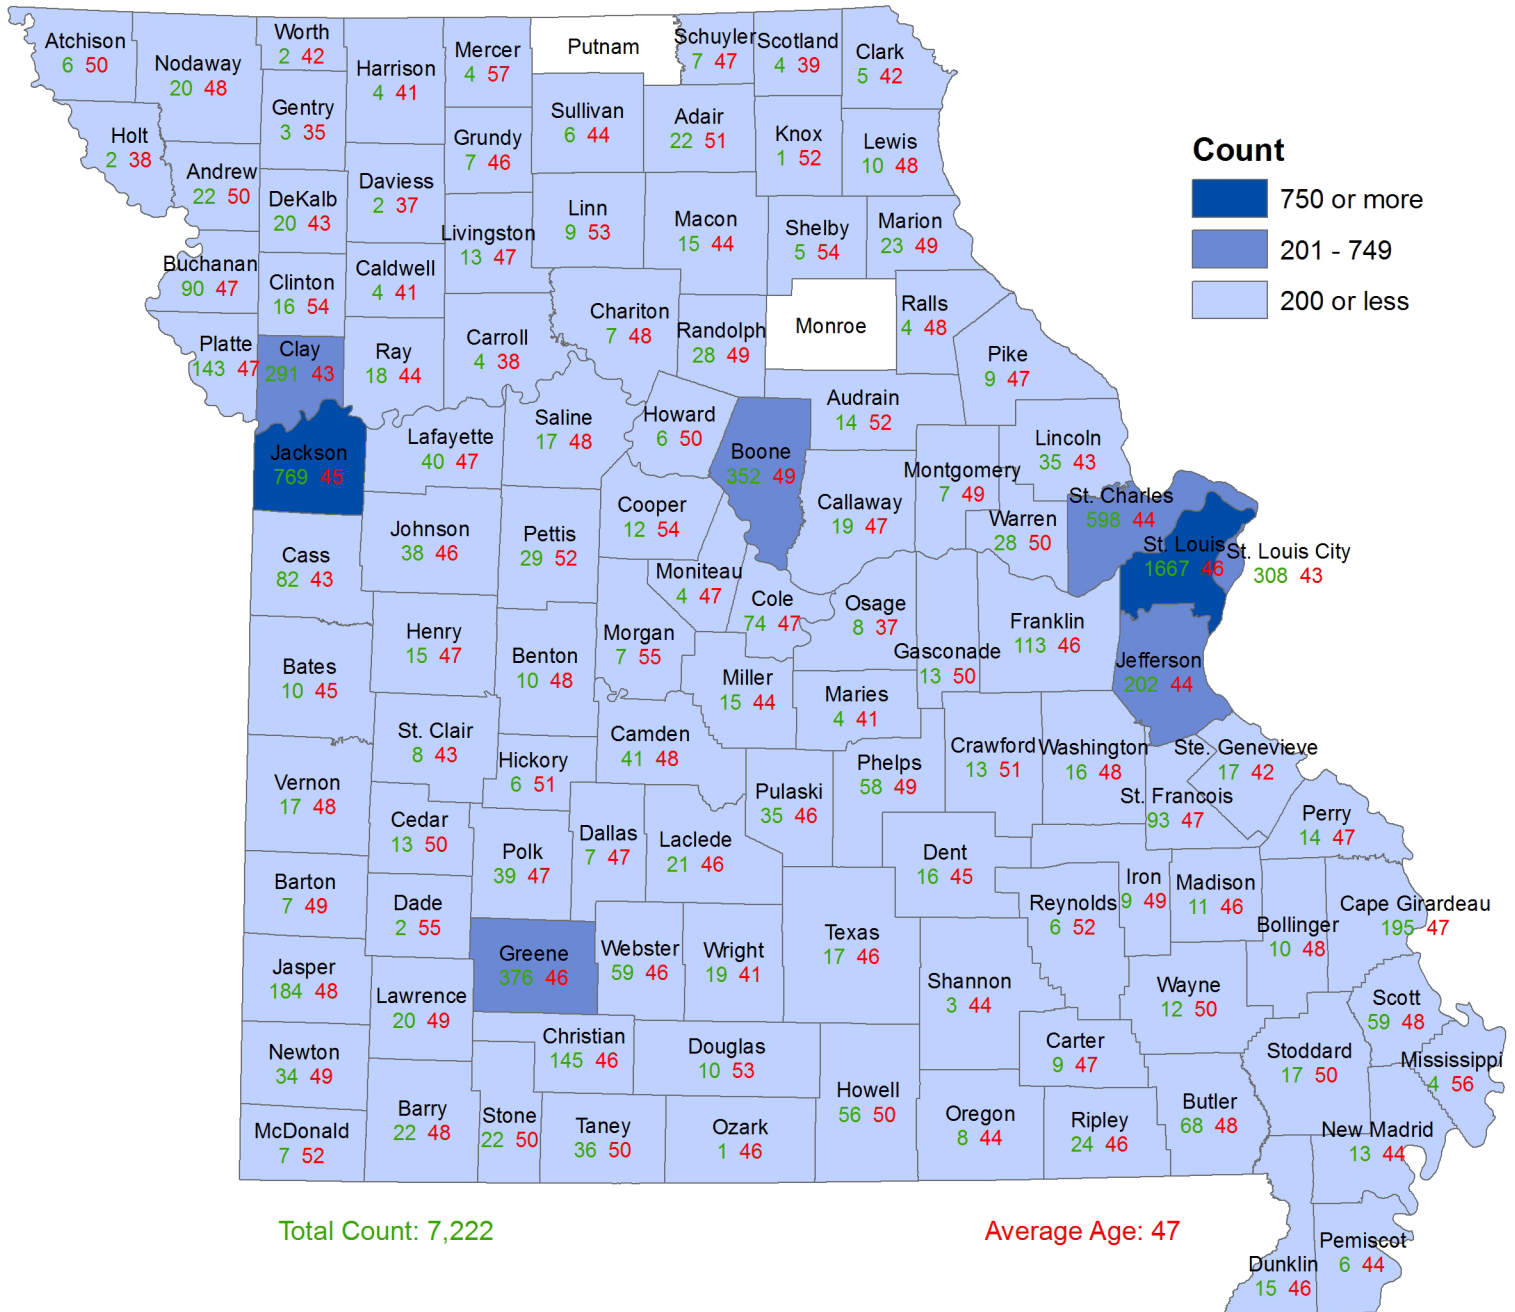 Atchison
6 50
Nodaway
20 48
Worth
2 42
Harrison
4 41
Mercer
4 57
Putnam
Schuyler
7 47
Scotland
4 39
Clark
5 42
Gentry
3 35
Sullivan
6 44
Adair
22 51
Knox
1 52
Lewis
10 48
Holt
2 38
Andrew
22 50
DeKalb
20 43
Daviess
2 37
Grundy
7 46
Livingston
13 47
Linn
9 53
Macon
15 44
Shelby
5 54
Marion
23 49
Buchanan
90 47
Clinton
16 54
Caldwell
4 41
Chariton
7 48
Randolph
28 49
Monroe
Ralls
4 48
Platte
143 47
Clay
291 43
Ray
18 44
Carroll
4 38
Pike
9 47
Count
750 or more
201 - 749
200 or less
Jackson
769 45
Lafayette
40 47
Saline
17 48
Howard
6 50
Boone
352 49
Audrain
14 52
Lincoln
35 43
Montgomery
7 49
Callaway
19 47
Warren
28 50
St. Charles
598 44
St. Louis
1667 46
St. Louis City
308 43
Cass
82 43
Johnson
38 46
Pettis
29 52
Cooper
12 54
Moniteau
4 47
Cole
74 47
Osage
8 37
Gasconade
13 50
Franklin
113 46
Jefferson
202 44
Bates
10 45
Henry
15 47
Benton
10 48
Morgan
7 55
Miller
15 44
Maries
4 41
St. Clair
8 43
Hickory
6 51
Camden
41 48
Phelps
58 49
Crawford
13 51
Washington
16 48
Ste. Genevieve
17 42
St. Francois
93 47
Perry
14 47
Vernon
17 48
Cedar
13 50
Polk
39 47
Dallas
7 47
Laclede
21 46
Pulaski
35 46
Dent
16 45
Iron
9 49
Madison
11 46
Reynolds
6 52
Bollinger
10 48
Cape Girardeau
195 47
Barton
7 49
Dade
2 55
Greene
376 46
Webster
59 46
Wright
19 41
Texas
17 46
Shannon
3 44
Wayne
12 50
Scott
59 48
Jasper
184 48
Lawrence
20 49
Christian
145 46
Douglas
10 53
Howell
56 50
Carter
9 47
Stoddard
17 50
Mississippi
4 56
Newton
34 49
McDonald
7 52
Barry
22 48
Stone
22 50
Taney
36 50
Ozark
1 46
Oregon
8 44
Ripley
24 46
Butler
68 48
New Madrid
13 44
Pemiscot
6 44
Dunklin
15 46
Total Count: 7,222
Average Age: 47